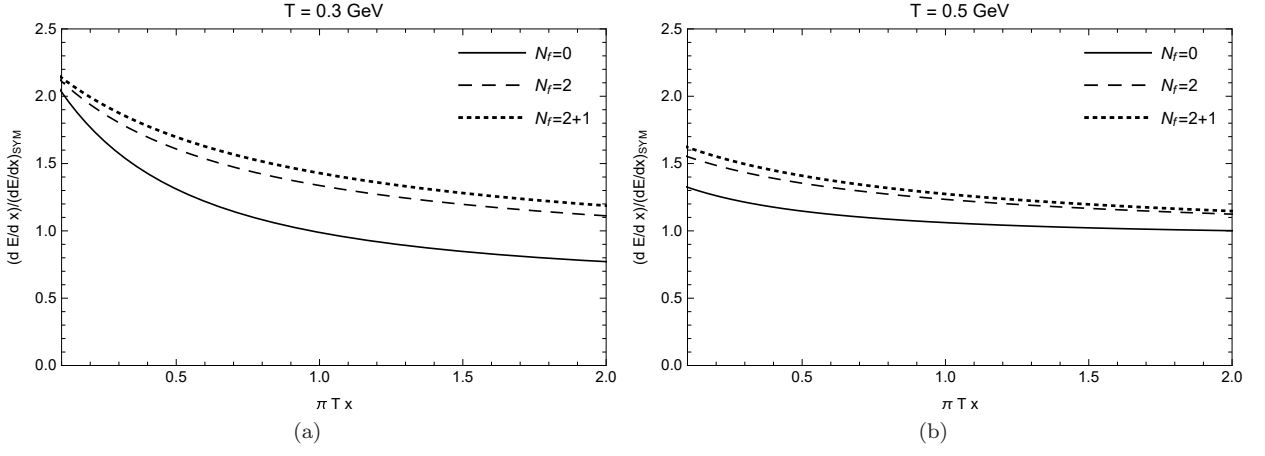 T = 0.3 GeV
2.5
2.0
1.5
1.0
0.5
0.0
(d E/d x)/(dE/dx)SYM
N_f=0
N_f=2
N_f=2+1
0.5 1.0 1.5 2.0
π T x
(a)
T = 0.5 GeV
2.5
2.0
1.5
1.0
0.5
0.0
(d E/d x)/(dE/dx)SYM
N_f=0
N_f=2
N_f=2+1
0.5 1.0 1.5 2.0
π T x
(b)